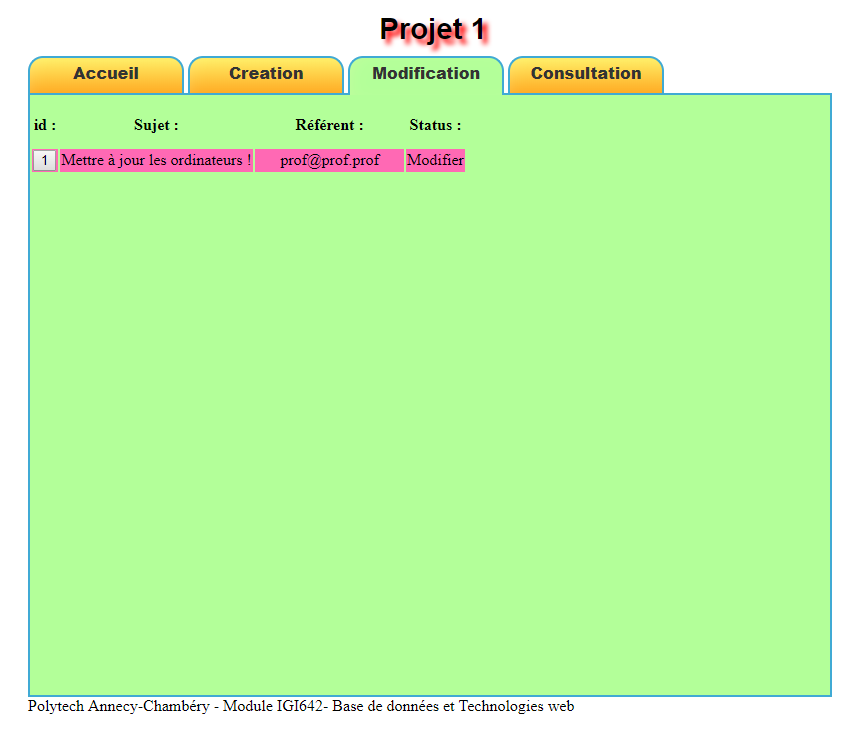 Projet 1
Accueil Creation Modification Consultation
id : Sujet : Référent : Status :
1 Mettre à jour les ordinateurs ! prof@prof.prof Modifier
Polytech Annecy-Chambéry - Module IGI642- Base de données et Technologies web